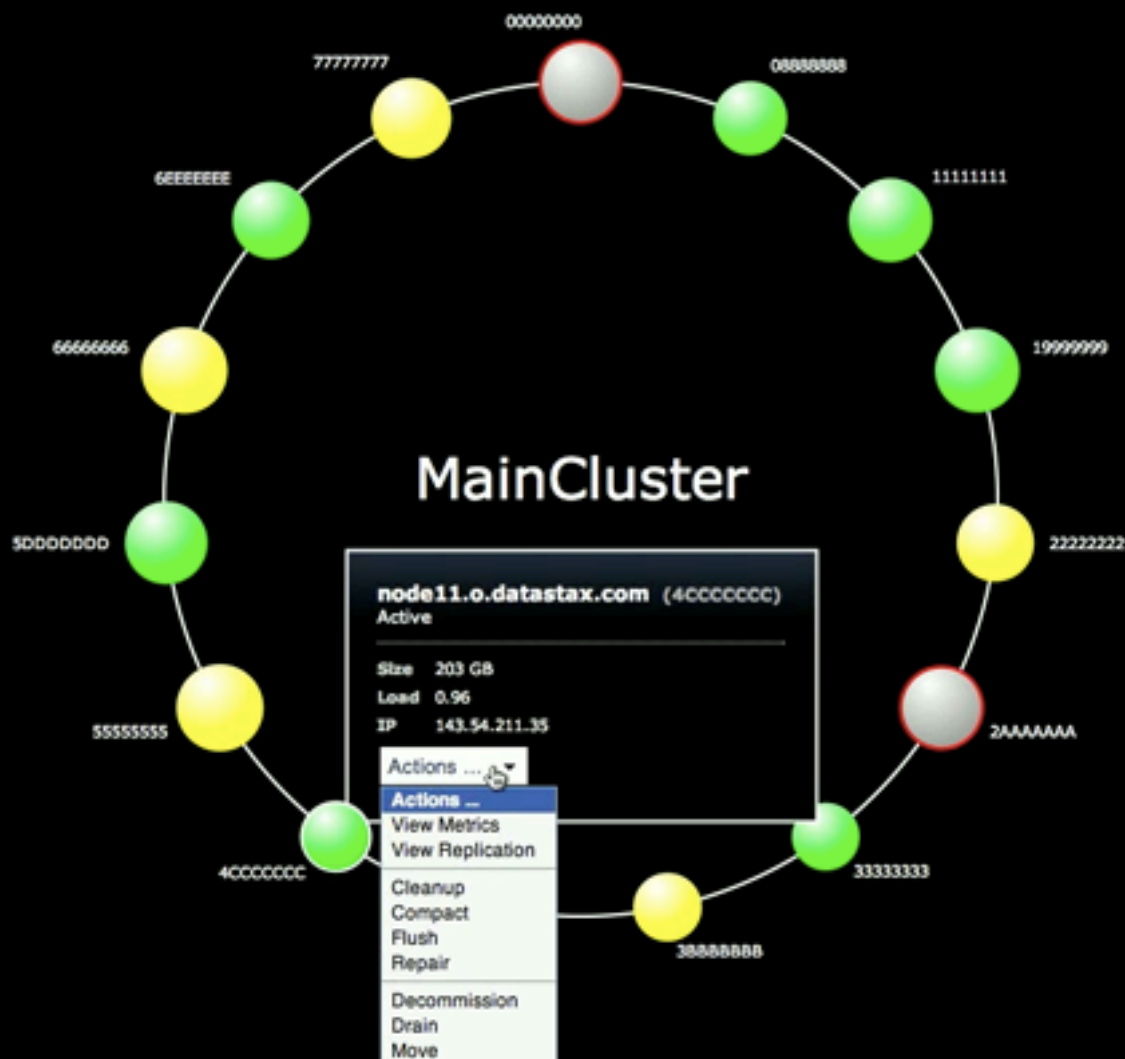 00000000
77777777
08888888
6EEEEEEE
11111111
66666666
19999999
MainCluster
5DDDDDDD
22222222
node11.o.datastax.com (4CCCCCCC)
Active
Size 203 GB
Load 0.96
IP 143.54.211.35
55555555
2AAAAAAA
Actions ...
Actions ...
View Metrics
View Replication
4CCCCCCC
33333333
Cleanup
Compact
Flush
Repair
3BBBBBBB
Decommission
Drain
Move